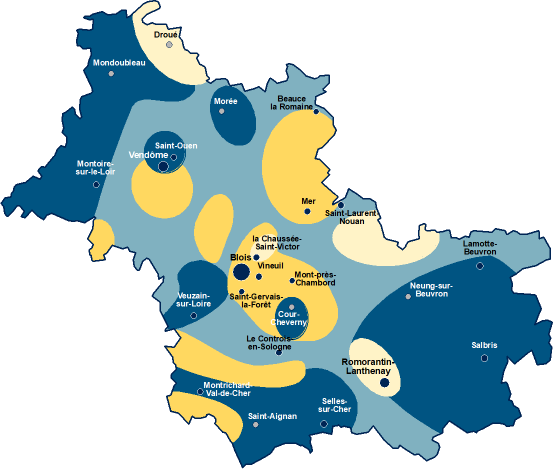 Droué
Mondoubleau
Morée
Beauce
la Romaine
Saint-Ouen
Vendôme
Montoire-
sur-le-Loir
Mer
Saint-Laurent-
Nouan
la Chaussée-
Saint-Victor
Lamotte-
Beuvron
Blois
Vineuil
Mont-près-
Chambord
Neung-sur-
Beuvron
Veuzain-
sur-Loire
Saint-Gervais-
la-Forêt
Cour-
Cheverny
Le Controis-
en-Sologne
Romorantin-
Lanthenay
Salbris
Montrichard-
Val-de-Cher
Selles-
sur-Cher
Saint-Aignan